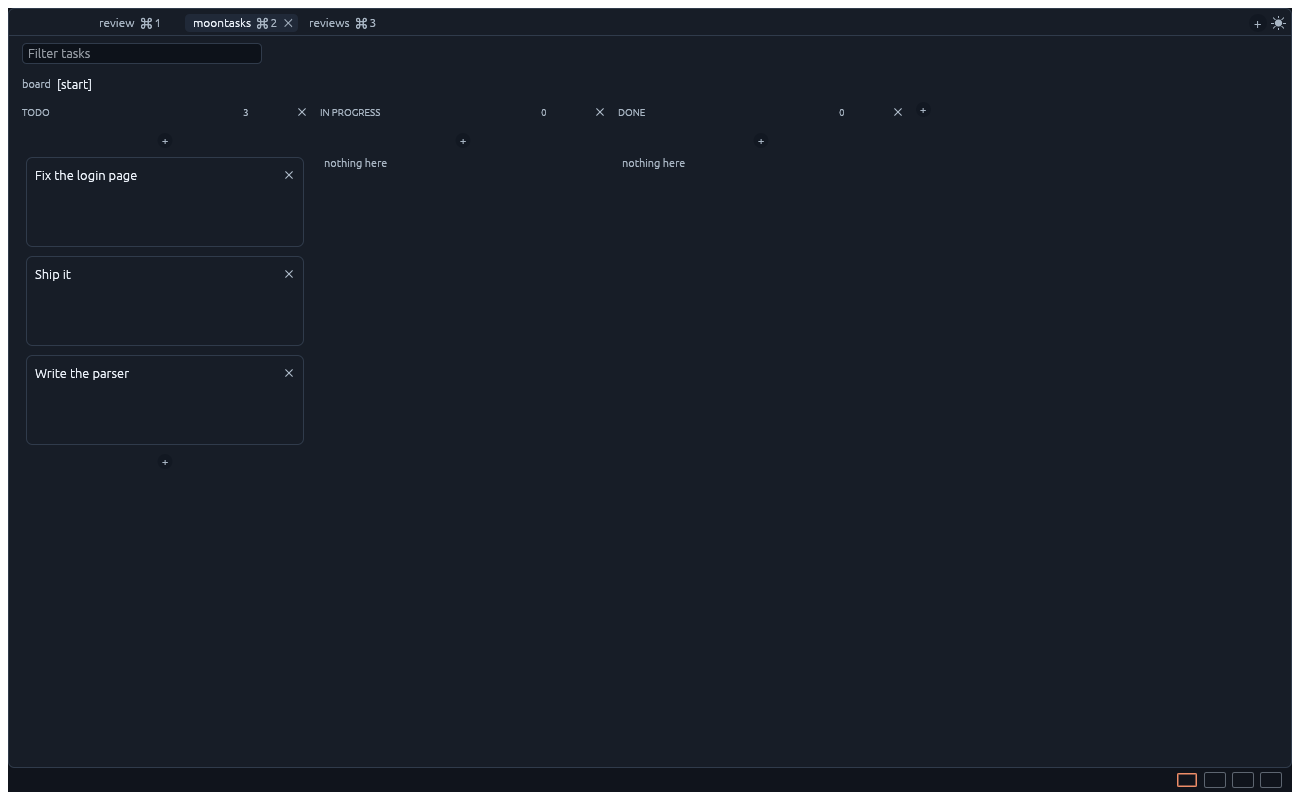 review ⌘1 moontasks ⌘2 × reviews ⌘3 +
Filter tasks
board [start]
TODO 3 × IN PROGRESS 0 × DONE 0 × +
+ + +
nothing here nothing here
Fix the login page ×
Ship it ×
Write the parser ×
+